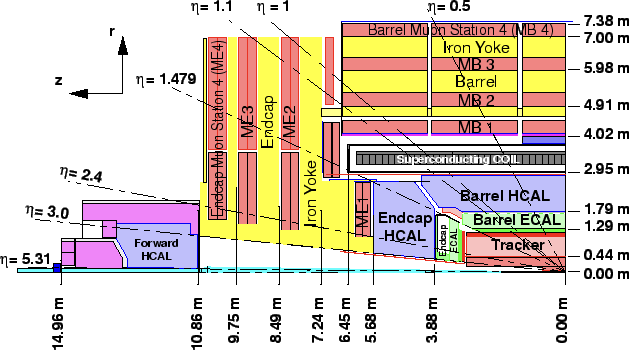 η = 1.1
η = 1
η = 0.5
7.38 m
r
Barrel Muon Station 4 (MB 4)
7.00 m
Iron Yoke
z
MB 3
5.98 m
η = 1.479
Barrel
MB 2
4.91 m
Endcap Muon Station 4 (ME4)
ME3
Endcap
ME2
Iron Yoke
MB 1
4.02 m
Superconducting COIL
2.95 m
η = 2.4
ME1
Barrel HCAL
1.79 m
η = 3.0
Endcap
HCAL
Barrel ECAL
1.29 m
Forward
HCAL
Endcap
ECAL
Tracker
0.44 m
η = 5.31
0.00 m
14.96 m
10.86 m
9.75 m
8.49 m
7.24 m
6.45 m
5.68 m
3.88 m
0.00 m